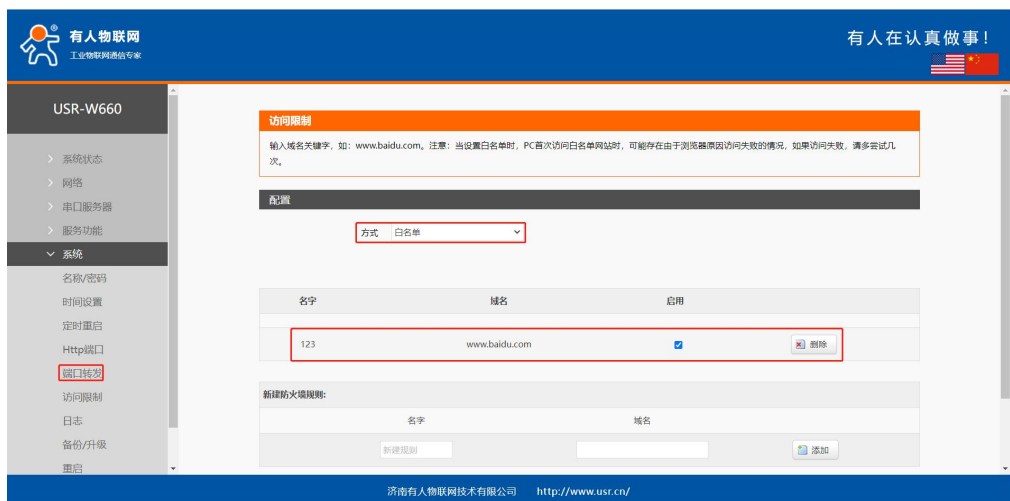 有人物联网
工业物联网通信专家
有人在认真做事！
USR-W660
系统状态
网络
串口服务器
服务功能
系统
名称/密码
时间设置
定时重启
Http端口
端口转发
访问限制
日志
备份/升级
重启
访问限制
输入域名关键字，如：www.baidu.com。注意：当设置白名单时，PC首次访问白名单网站时，可能存在由于浏览器原因访问失败的情况，如果访问失败，请多尝试几
次。
配置
方式 白名单
名字 域名 启用
123 www.baidu.com 删除
新建防火墙规则:
名字 域名
新建规则 添加
济南有人物联网技术有限公司 http://www.usr.cn/